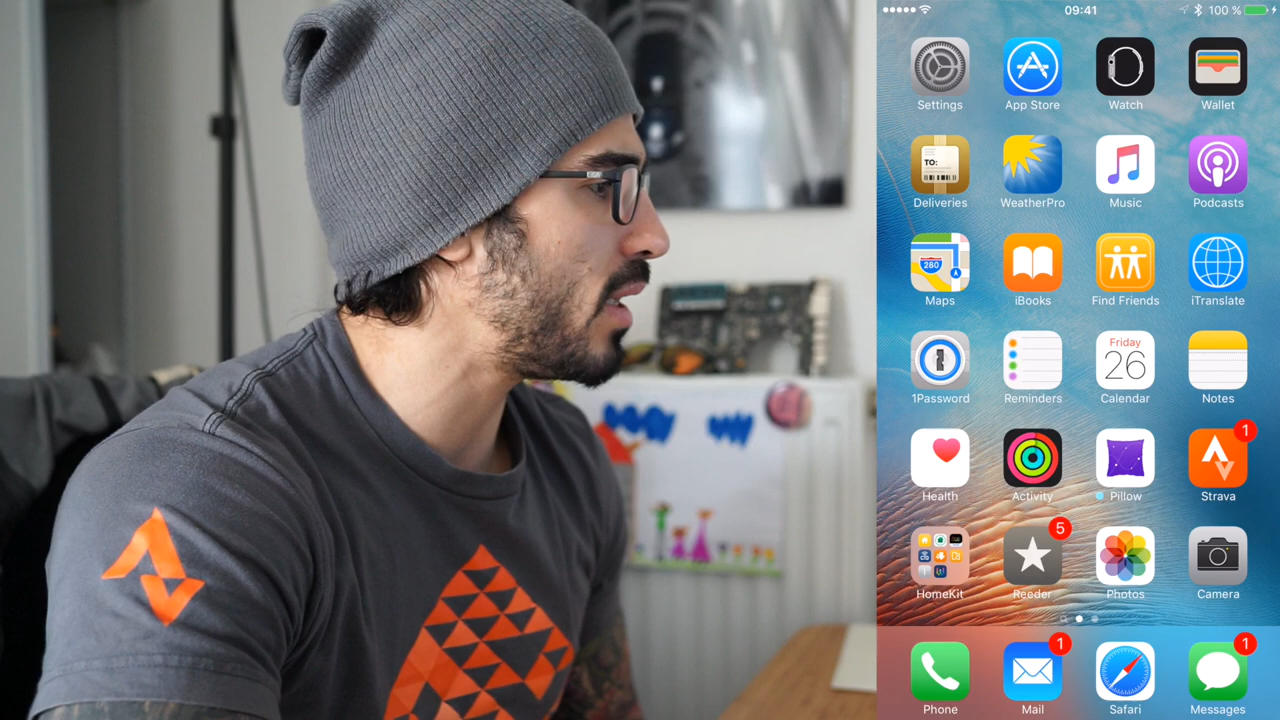 09:41
100 %
Settings
App Store
Watch
Wallet
TO:
Deliveries
WeatherPro
Music
Podcasts
280
Maps
iBooks
Find Friends
iTranslate
Friday
26
1Password
Reminders
Calendar
Notes
1
Health
Activity
Pillow
Strava
5
HomeKit
Reeder
Photos
Camera
1
1
Phone
Mail
Safari
Messages